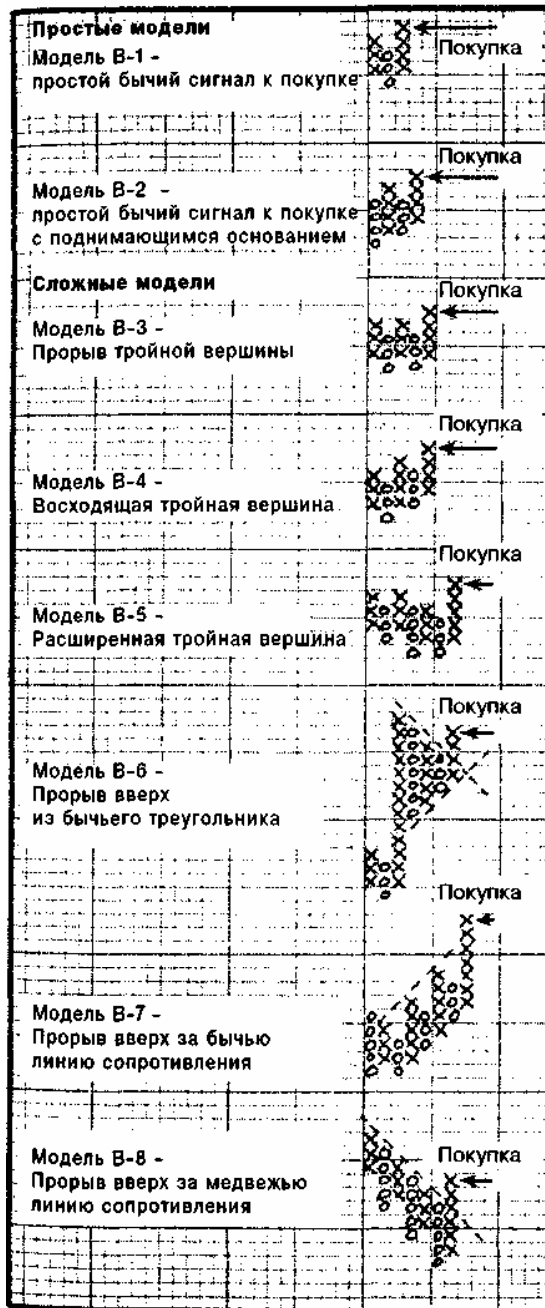 Простые модели
Модель B-1 -
простой бычий сигнал к покупке
Покупка
Модель B-2 -
простой бычий сигнал к покупке
с поднимающимся основанием
Покупка
Сложные модели
Модель B-3 -
Прорыв тройной вершины
Покупка
Модель B-4 -
Восходящая тройная вершина
Покупка
Модель B-5 -
Расширенная тройная вершина
Покупка
Модель B-6 -
Прорыв вверх
из бычьего треугольника
Покупка
Модель B-7 -
Прорыв вверх за бычью
линию сопротивления
Покупка
Модель B-8 -
Прорыв вверх за медвежью
линию сопротивления
Покупка